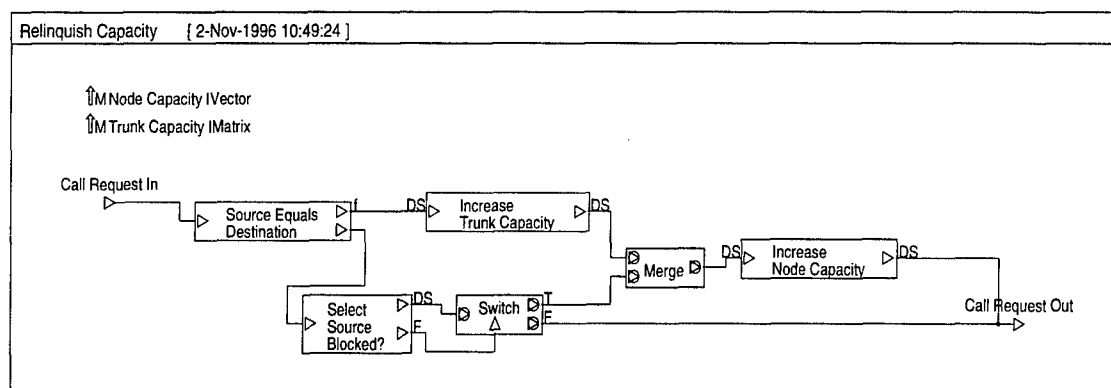 Relinquish Capacity [ 2-Nov-1996 10:49:24 ]
⇑M Node Capacity IVector
⇑M Trunk Capacity IMatrix
Call Request In
Source Equals
Destination
f
DS
Increase
Trunk Capacity
DS
Merge
DS
Increase
Node Capacity
DS
Select
Source
Blocked?
DS
F
Switch
T
F
Call Request Out